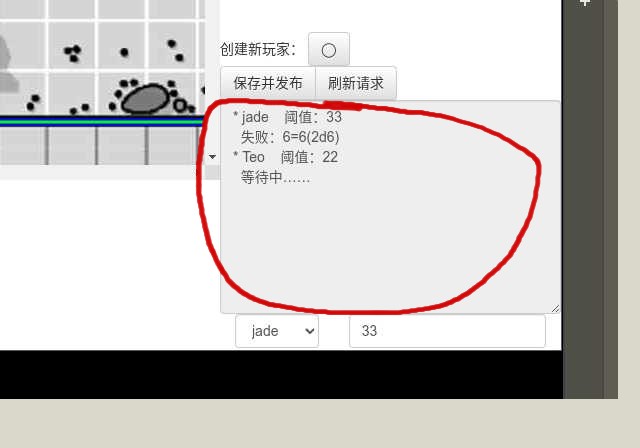 创建新玩家：
保存并发布 刷新请求
* jade 阈值：33
失败：6=6(2d6)
* Teo 阈值：22
等待中……
jade 33